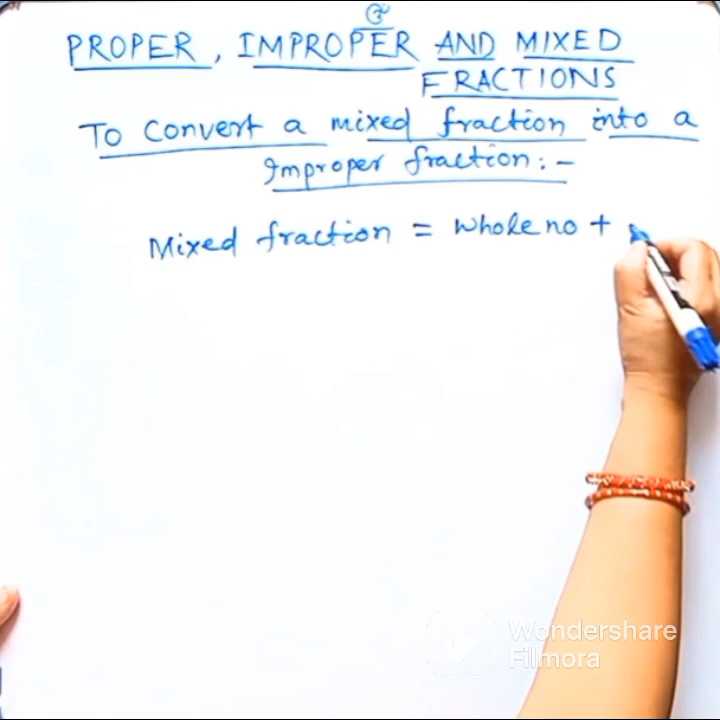 PROPER, IMPROPER AND MIXED
FRACTIONS
To Convert a mixed fraction into a
Improper fraction:-
Mixed fraction = whole no +
Wondershare
Filmora